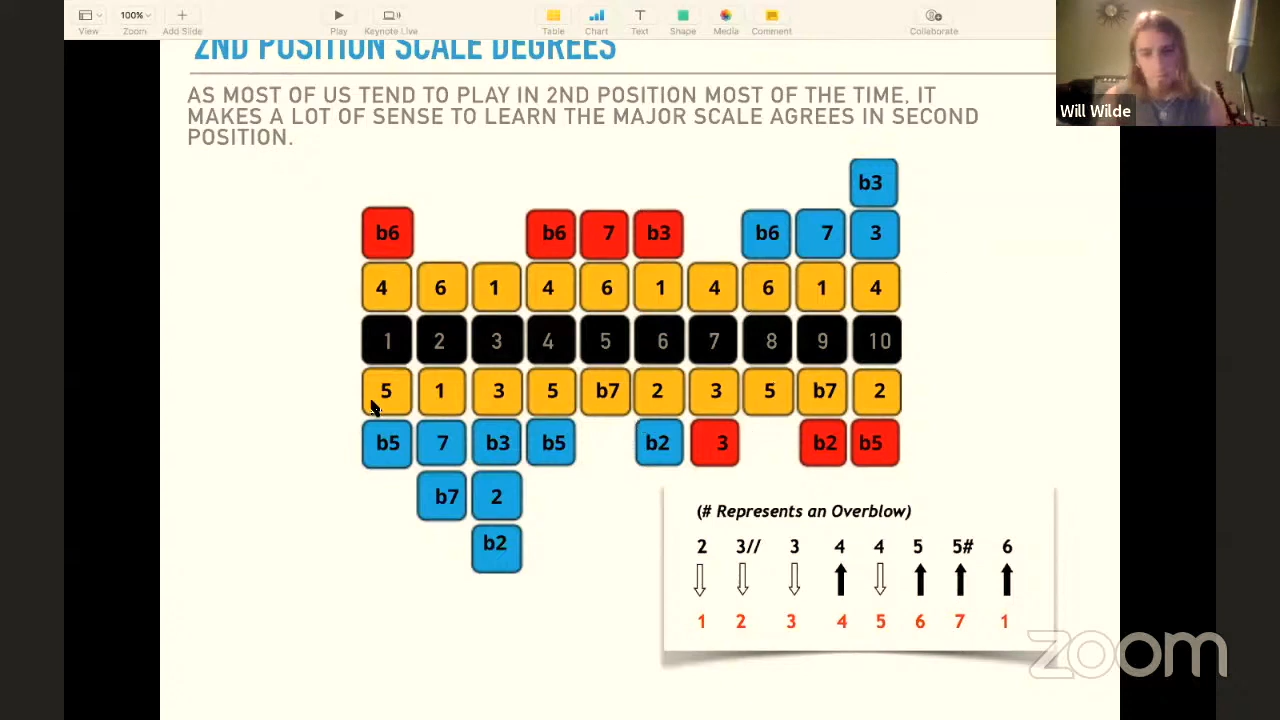 100%
View
Zoom
Add Slide
Play
Keynote Live
Table
Chart
Text
Shape
Media
Comment
Collaborate
Will Wilde
2ND POSITION SCALE DEGREES
AS MOST OF US TEND TO PLAY IN 2ND POSITION MOST OF THE TIME, IT
MAKES A LOT OF SENSE TO LEARN THE MAJOR SCALE AGREES IN SECOND
POSITION.
b3
b6 b6 7 b3 b6 7 3
4 6 1 4 6 1 4 6 1 4
1 2 3 4 5 6 7 8 9 10
5 1 3 5 b7 2 3 5 b7 2
b5 7 b3 b5 b2 3 b2 b5
b7 2
b2
(# Represents an Overblow)
2 3// 3 4 4 5 5# 6
1 2 3 4 5 6 7 1
zoom